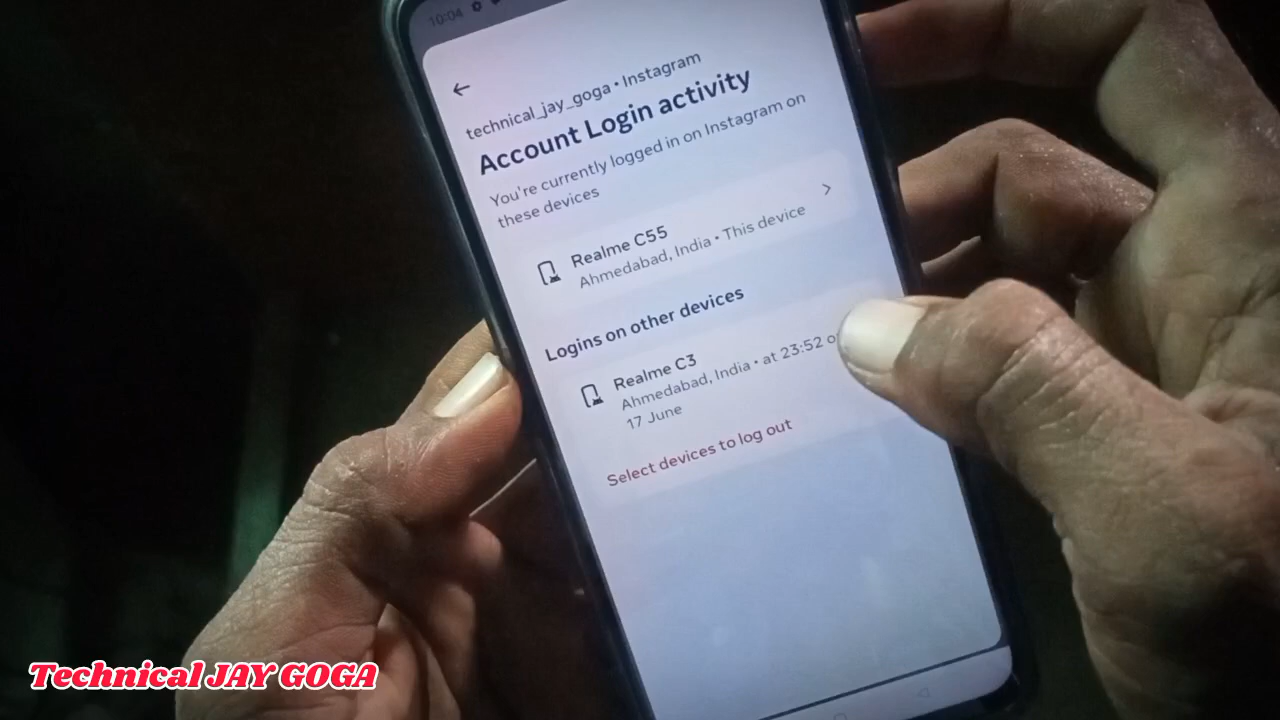 10:04
technical_jay_goga • Instagram
Account Login activity
You're currently logged in on Instagram on
these devices
Realme C55
Ahmedabad, India • This device
Logins on other devices
Realme C3
Ahmedabad, India • at 23:52
17 June
Select devices to log out
Technical JAY GOGA